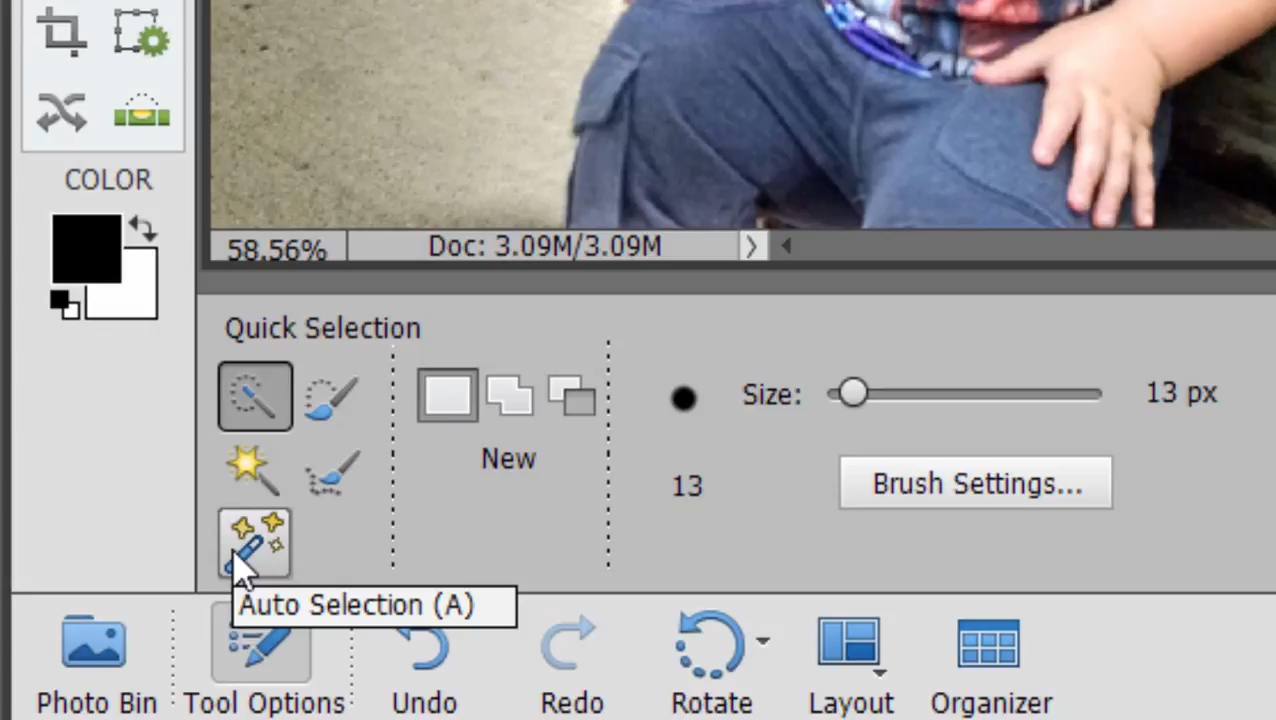 COLOR
58.56%
Doc: 3.09M/3.09M
Quick Selection
New
Size:
13 px
13
Brush Settings...
Auto Selection (A)
Photo Bin
Tool Options
Undo
Redo
Rotate
Layout
Organizer